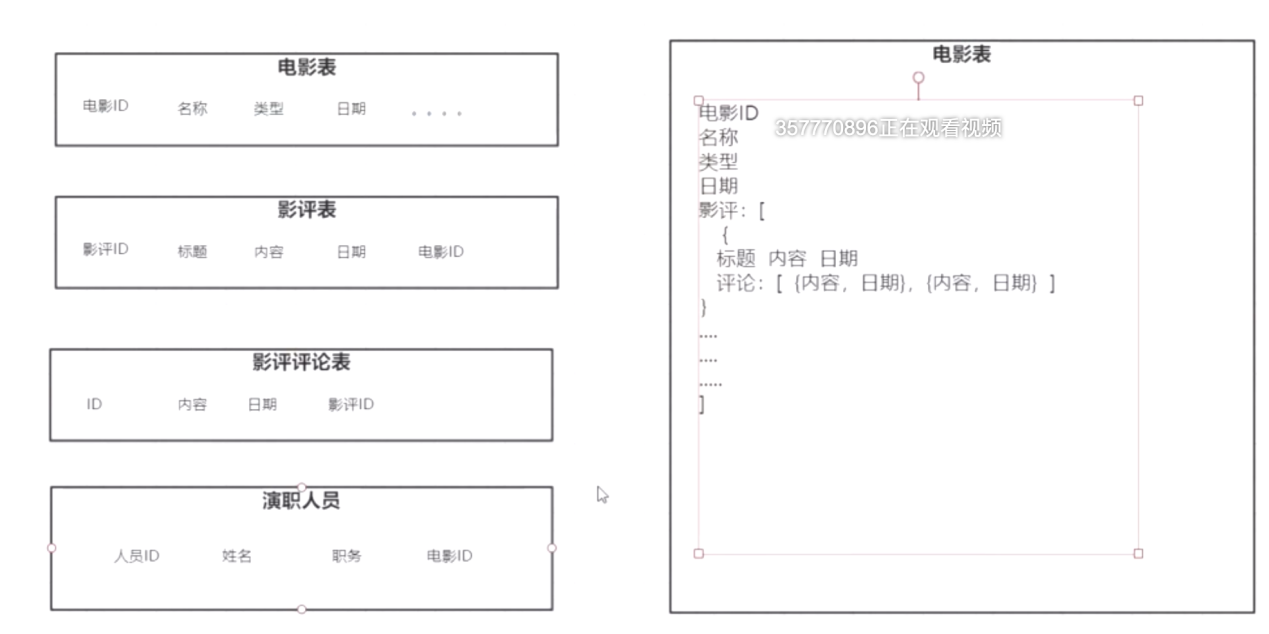 电影表
电影ID 名称 类型 日期 ....
影评表
影评ID 标题 内容 日期 电影ID
影评评论表
ID 内容 日期 影评ID
演职人员
人员ID 姓名 职务 电影ID
电影表
357770896正在观看视频
电影ID
名称
类型
日期
影评：[
{
标题 内容 日期
评论：[ {内容，日期}，{内容，日期} ]
}
....
....
.....
]